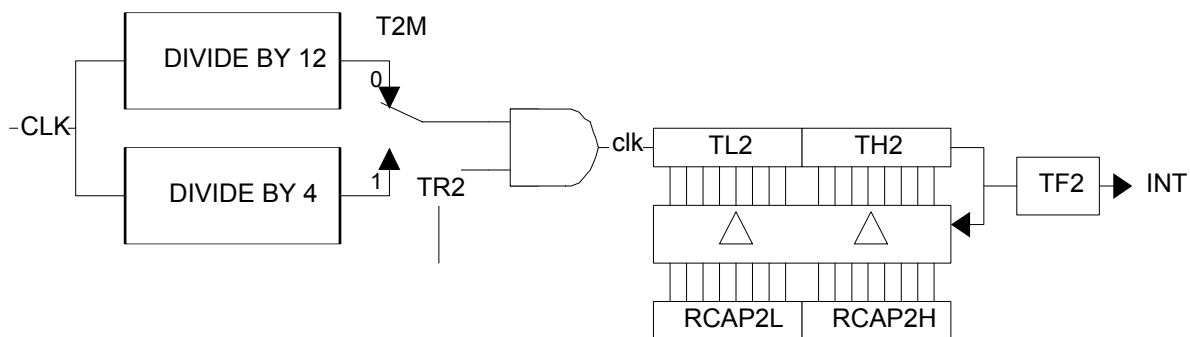 T2M
DIVIDE BY 12
0
CLK
clk
TL2
TH2
DIVIDE BY 4
1
TR2
TF2
INT
RCAP2L
RCAP2H